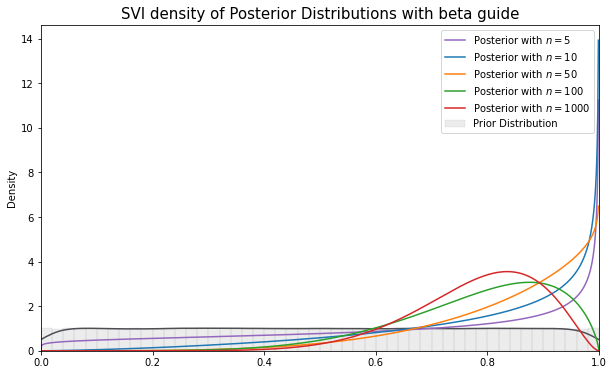 SVI density of Posterior Distributions with beta guide
14
12
10
8
6
4
2
0
Density
Posterior with n = 5
Posterior with n = 10
Posterior with n = 50
Posterior with n = 100
Posterior with n = 1000
Prior Distribution
0.0 0.2 0.4 0.6 0.8 1.0